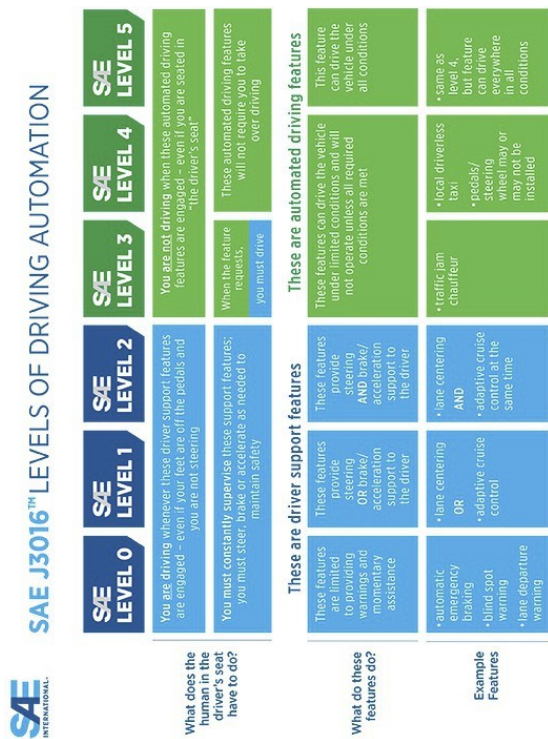 SAE
INTERNATIONAL®
SAE J3016™ LEVELS OF DRIVING AUTOMATION
SAE
LEVEL 0
SAE
LEVEL 1
SAE
LEVEL 2
SAE
LEVEL 3
SAE
LEVEL 4
SAE
LEVEL 5
What does the
human in the
driver's seat
have to do?
You are driving whenever these driver support features
are engaged – even if your feet are off the pedals and
you are not steering
You are not driving when these automated driving
features are engaged – even if you are seated in
"the driver's seat"
You must constantly supervise these support features;
you must steer, brake or accelerate as needed to
maintain safety
When the feature
requests,
you must drive
These automated driving features
will not require you to take
over driving
These are driver support features
These are automated driving features
What do these
features do?
These features
are limited
to providing
warnings and
momentary
assistance
These features
provide
steering
OR brake/
acceleration
support to
the driver
These features
provide
steering
AND brake/
acceleration
support to
the driver
These features can drive the vehicle
under limited conditions and will
not operate unless all required
conditions are met
This feature
can drive the
vehicle under
all conditions
Example
Features
• automatic
emergency
braking
• blind spot
warning
• lane departure
warning
• lane centering
OR
• adaptive cruise
control
• lane centering
AND
• adaptive cruise
control at the
same time
• traffic jam
chauffeur
• local driverless
taxi
• pedals/
steering
wheel may or
may not be
installed
• same as
level 4,
but feature
can drive
everywhere
in all
conditions